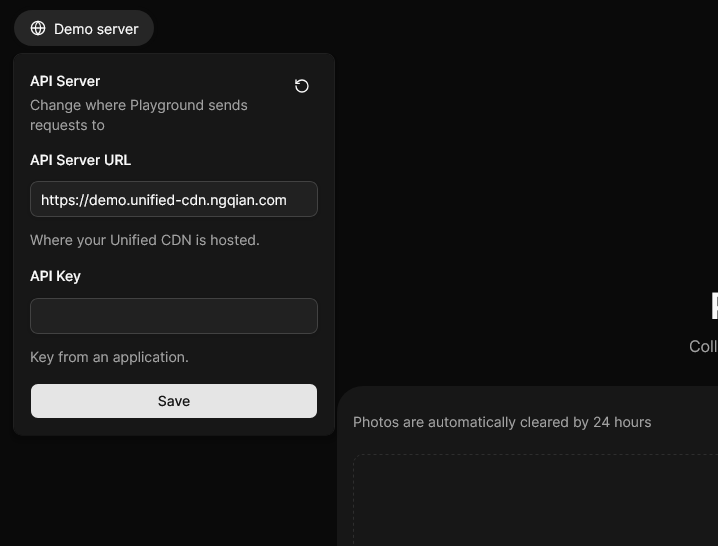 Demo server
API Server
Change where Playground sends
requests to
API Server URL
https://demo.unified-cdn.ngqian.com
Where your Unified CDN is hosted.
API Key
Key from an application.
Save
Photos are automatically cleared by 24 hours